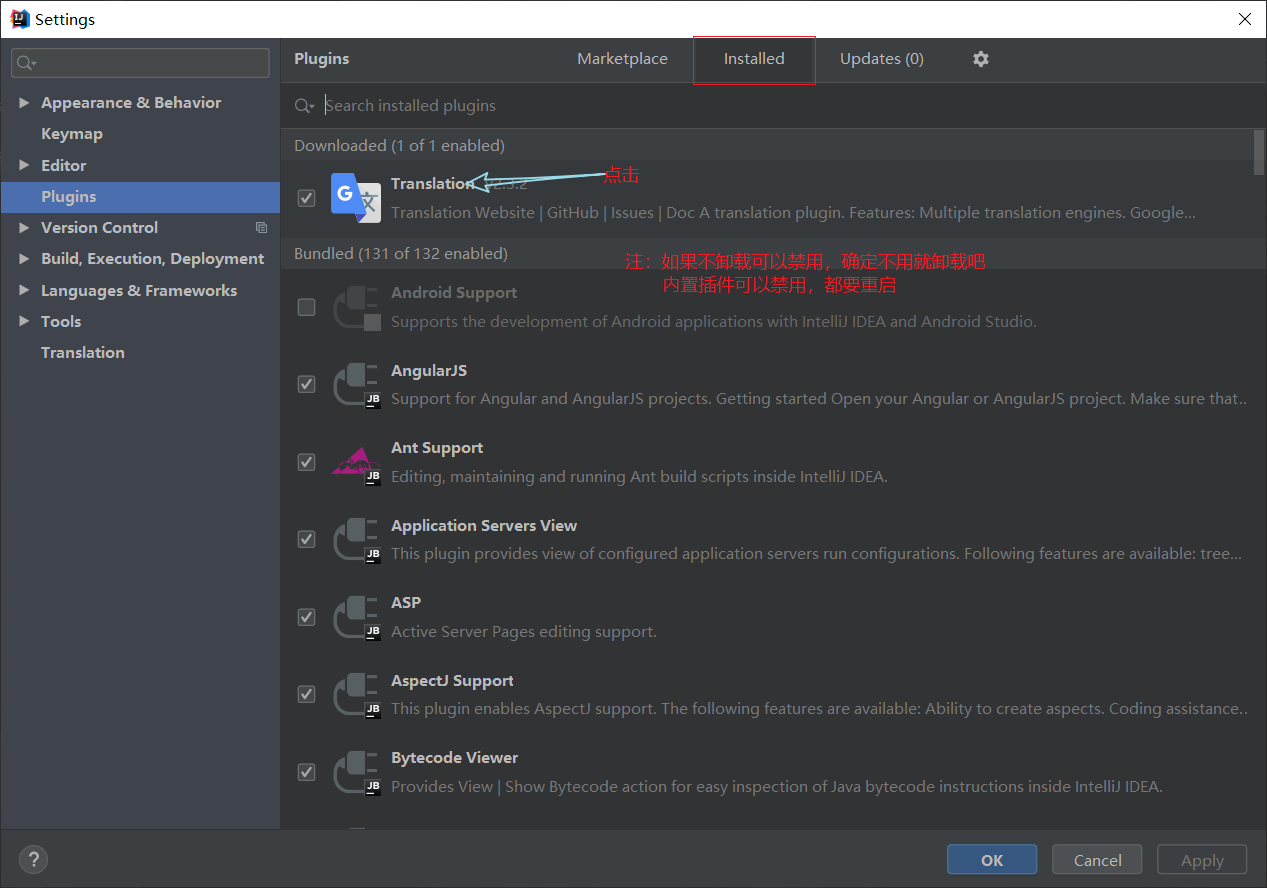 Settings
Plugins
Marketplace
Installed
Updates (0)
Search installed plugins
Appearance & Behavior
Keymap
Editor
Plugins
Version Control
Build, Execution, Deployment
Languages & Frameworks
Tools
Translation
Downloaded (1 of 1 enabled)
Translation
点击
Translation Website | GitHub | Issues | Doc A translation plugin. Features: Multiple translation engines. Google...
Bundled (131 of 132 enabled)
注：如果不卸载可以禁用，确定不用就卸载吧
内置插件可以禁用，都要重启
Android Support
Supports the development of Android applications with IntelliJ IDEA and Android Studio.
AngularJS
Support for Angular and AngularJS projects. Getting started Open your Angular or AngularJS project. Make sure that..
Ant Support
Editing, maintaining and running Ant build scripts inside IntelliJ IDEA.
Application Servers View
This plugin provides view of configured application servers run configurations. Following features are available: tree...
ASP
Active Server Pages editing support.
AspectJ Support
This plugin enables AspectJ support. The following features are available: Ability to create aspects. Coding assistance..
Bytecode Viewer
Provides View | Show Bytecode action for easy inspection of Java bytecode instructions inside IntelliJ IDEA.
?
OK
Cancel
Apply